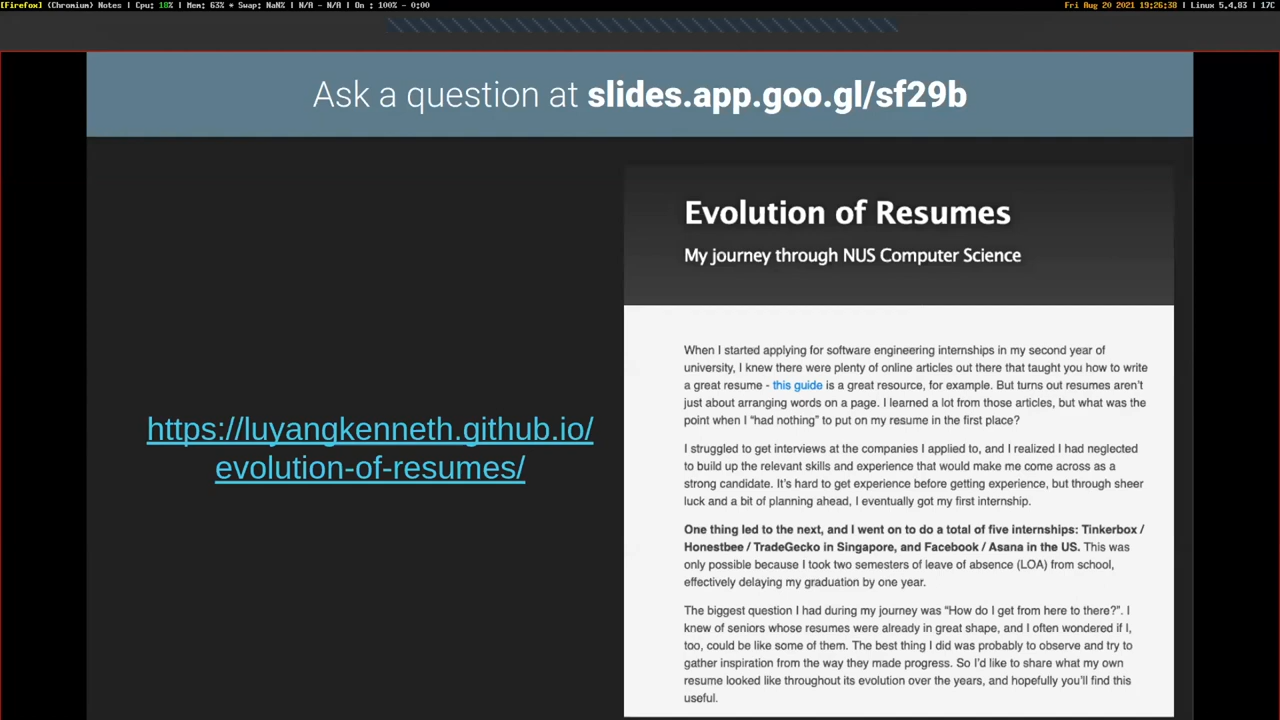 [Firefox] (Chromium) Notes | Cpu: 18% | Mem: 63% * Swap: NaN% | N/A - N/A | On : 100% - 0:00
Fri Aug 20 2021 19:26:38 | Linux 5.4.83 | 17C
Ask a question at slides.app.goo.gl/sf29b
https://luyangkenneth.github.io/
evolution-of-resumes/
Evolution of Resumes
My journey through NUS Computer Science
When I started applying for software engineering internships in my second year of
university, I knew there were plenty of online articles out there that taught you how to write
a great resume - this guide is a great resource, for example. But turns out resumes aren’t
just about arranging words on a page. I learned a lot from those articles, but what was the
point when I “had nothing” to put on my resume in the first place?
I struggled to get interviews at the companies I applied to, and I realized I had neglected
to build up the relevant skills and experience that would make me come across as a
strong candidate. It’s hard to get experience before getting experience, but through sheer
luck and a bit of planning ahead, I eventually got my first internship.
One thing led to the next, and I went on to do a total of five internships: Tinkerbox /
Honestbee / TradeGecko in Singapore, and Facebook / Asana in the US. This was
only possible because I took two semesters of leave of absence (LOA) from school,
effectively delaying my graduation by one year.
The biggest question I had during my journey was “How do I get from here to there?”. I
knew of seniors whose resumes were already in great shape, and I often wondered if I,
too, could be like some of them. The best thing I did was probably to observe and try to
gather inspiration from the way they made progress. So I’d like to share what my own
resume looked like throughout its evolution over the years, and hopefully you’ll find this
useful.